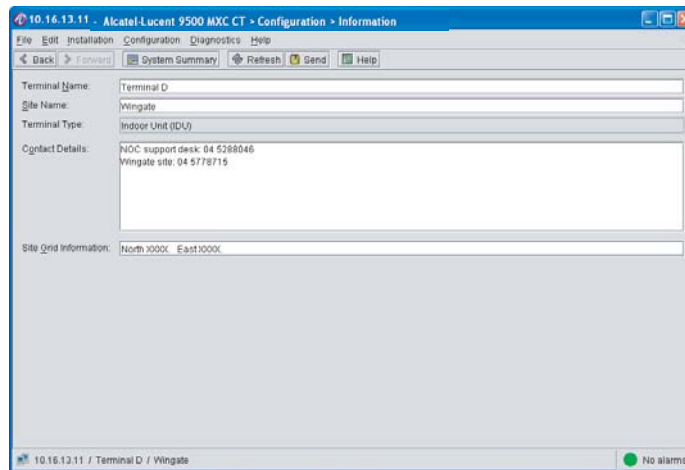 10.16.13.11 - Alcatel-Lucent 9500 MXC CT > Configuration > Information
File Edit Installation Configuration Diagnostics Help
Back Forward System Summary Refresh Send Help
Terminal Name: Terminal D
Site Name: Wingate
Terminal Type: Indoor Unit (IDU)
Contact Details: NOC support desk: 04 5288046
Wingate site: 04 5778715
Site Grid Information: North XXXX, East XXXX,
10.16.13.11 / Terminal D / Wingate No alarms